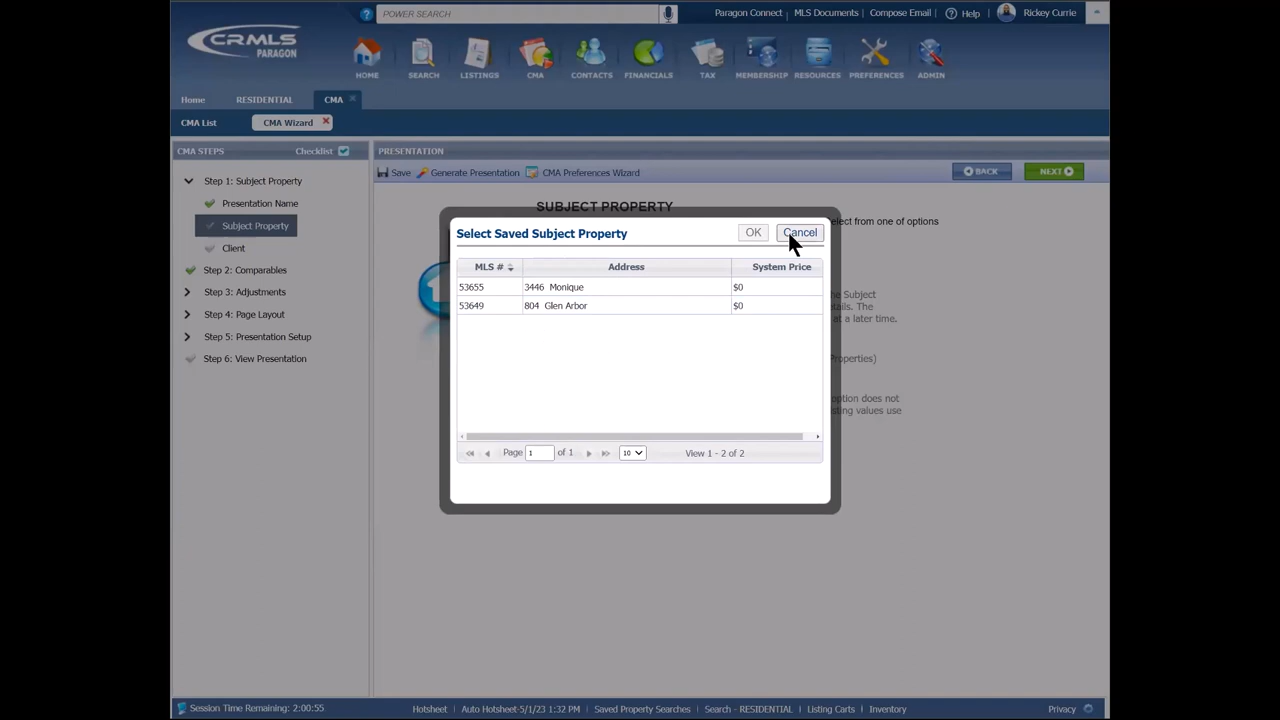 POWER SEARCH
Paragon Connect
MLS Documents
Compose Email
Help
Rickey Currie
CRMLS
PARAGON
HOME
SEARCH
LISTINGS
CMA
CONTACTS
FINANCIALS
TAX
MEMBERSHIP
RESOURCES
PREFERENCES
ADMIN
Home
RESIDENTIAL
CMA
CMA List
CMA Wizard
CMA STEPS
Checklist
PRESENTATION
Save
Generate Presentation
CMA Preferences Wizard
BACK
NEXT
Step 1: Subject Property
Presentation Name
Subject Property
Client
Step 2: Comparables
Step 3: Adjustments
Step 4: Page Layout
Step 5: Presentation Setup
Step 6: View Presentation
SUBJECT PROPERTY
elect from one of options
e Subject
etails. The
at a later time.
Properties)
option does not
sting values use
Select Saved Subject Property
OK
Cancel
MLS # Address System Price
53655 3446 Monique $0
53649 804 Glen Arbor $0
Page 1 of 1 10 View 1 - 2 of 2
Session Time Remaining: 2:00:55
Hotsheet
Auto Hotsheet-5/1/23 1:32 PM
Saved Property Searches
Search - RESIDENTIAL
Listing Carts
Inventory
Privacy